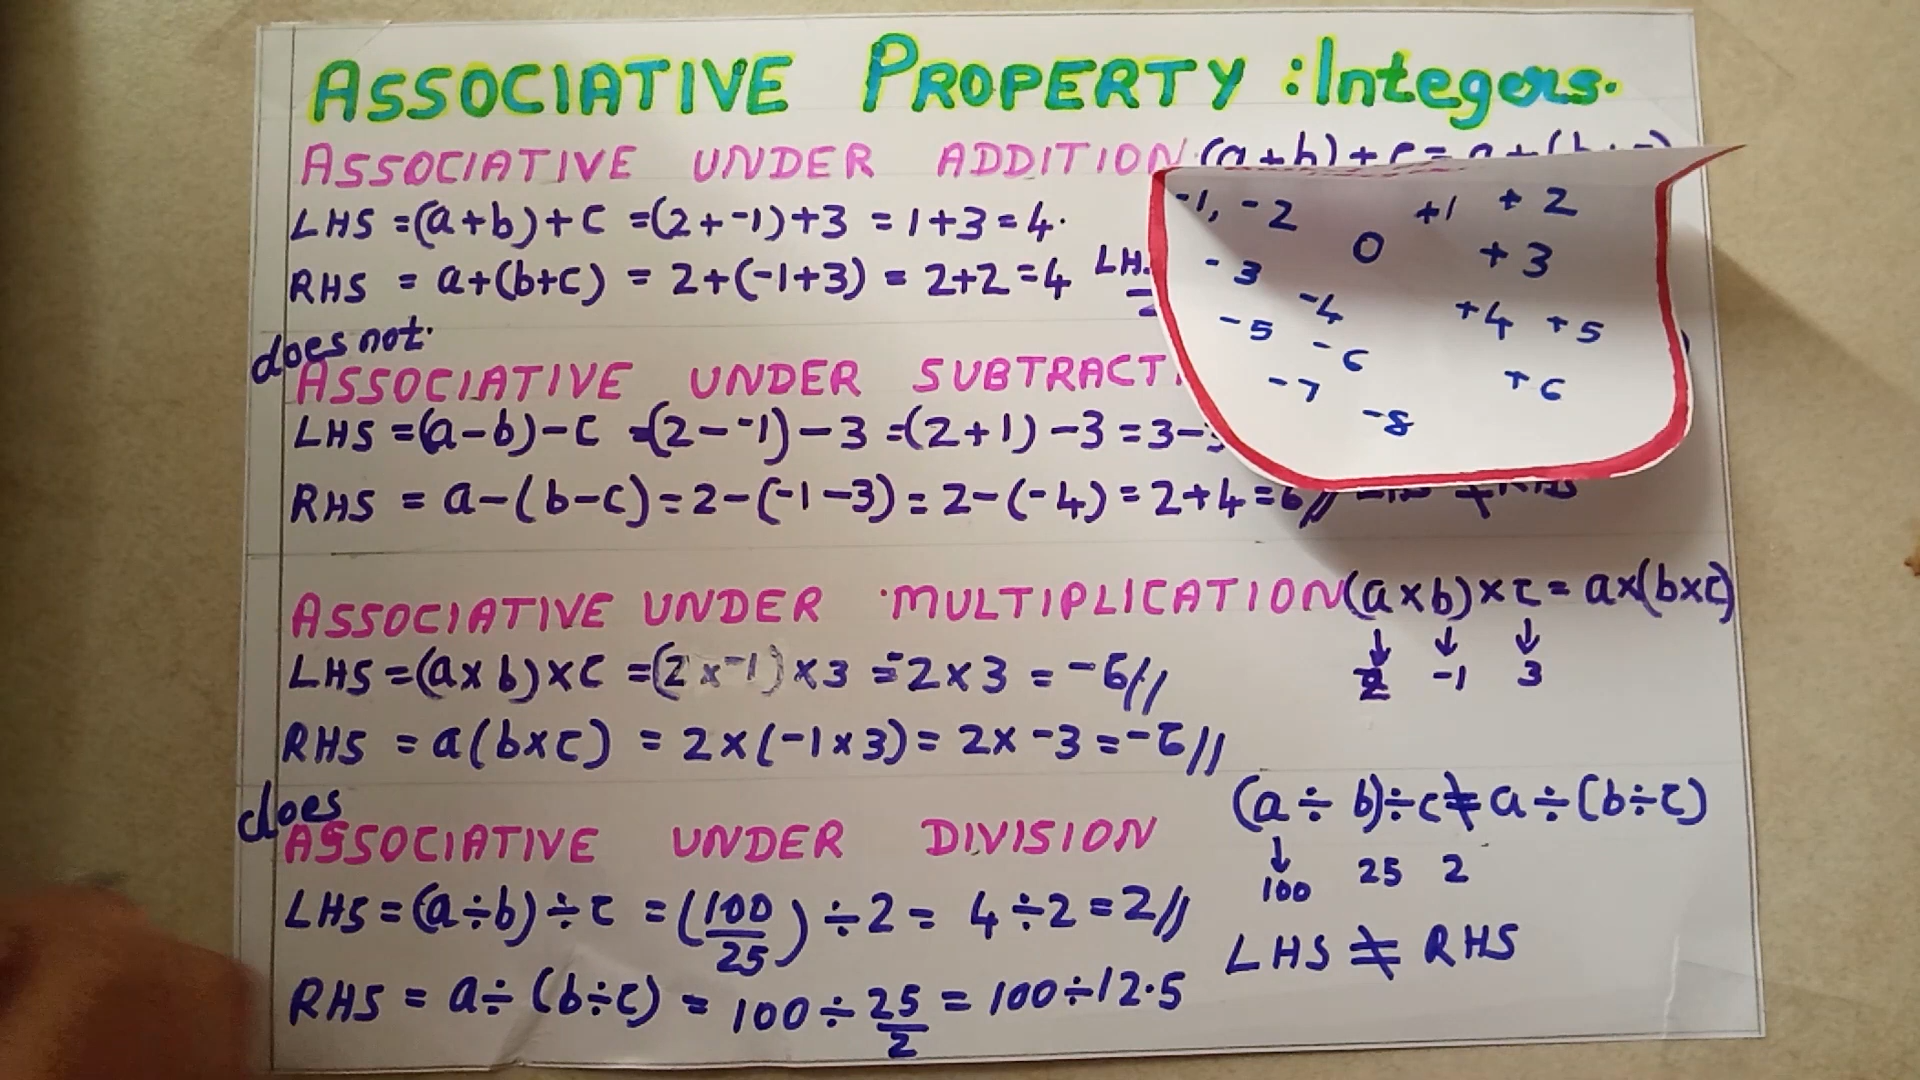 ASSOCIATIVE PROPERTY : Integers.
ASSOCIATIVE UNDER ADDITION (a+b)+c=a+(b+c)
LHS =(a+b)+c =(2+-1)+3 = 1+3=4.
RHS = a+(b+c) = 2+(-1+3) = 2+2=4 LH
-1, -2 +1 +2
0 +3
-3
-4 +4 +5
-5 -6
-7 +6
-8
does not.
ASSOCIATIVE UNDER SUBTRACT
LHS =(a-b)-c =(2--1)-3 =(2+1)-3=3-3
RHS = a-(b-c)=2-(-1-3)=2-(-4)=2+4=6// LHS ≠RHS
ASSOCIATIVE UNDER MULTIPLICATION (a×b)×c=a×(b×c)
↓ ↓ ↓
2 -1 3
LHS =(a×b)×c =(2×-1)×3 =-2×3 = -6//
RHS = a(b×c) = 2×(-1×3)= 2×-3=-6//
does
ASSOCIATIVE UNDER DIVISION
(a÷b)÷c≠a÷(b÷c)
↓
100 25 2
LHS=(a÷b)÷c =(100/25)÷2= 4÷2=2//
LHS ≠ RHS
RHS = a÷(b÷c) = 100÷25/2 = 100÷12.5